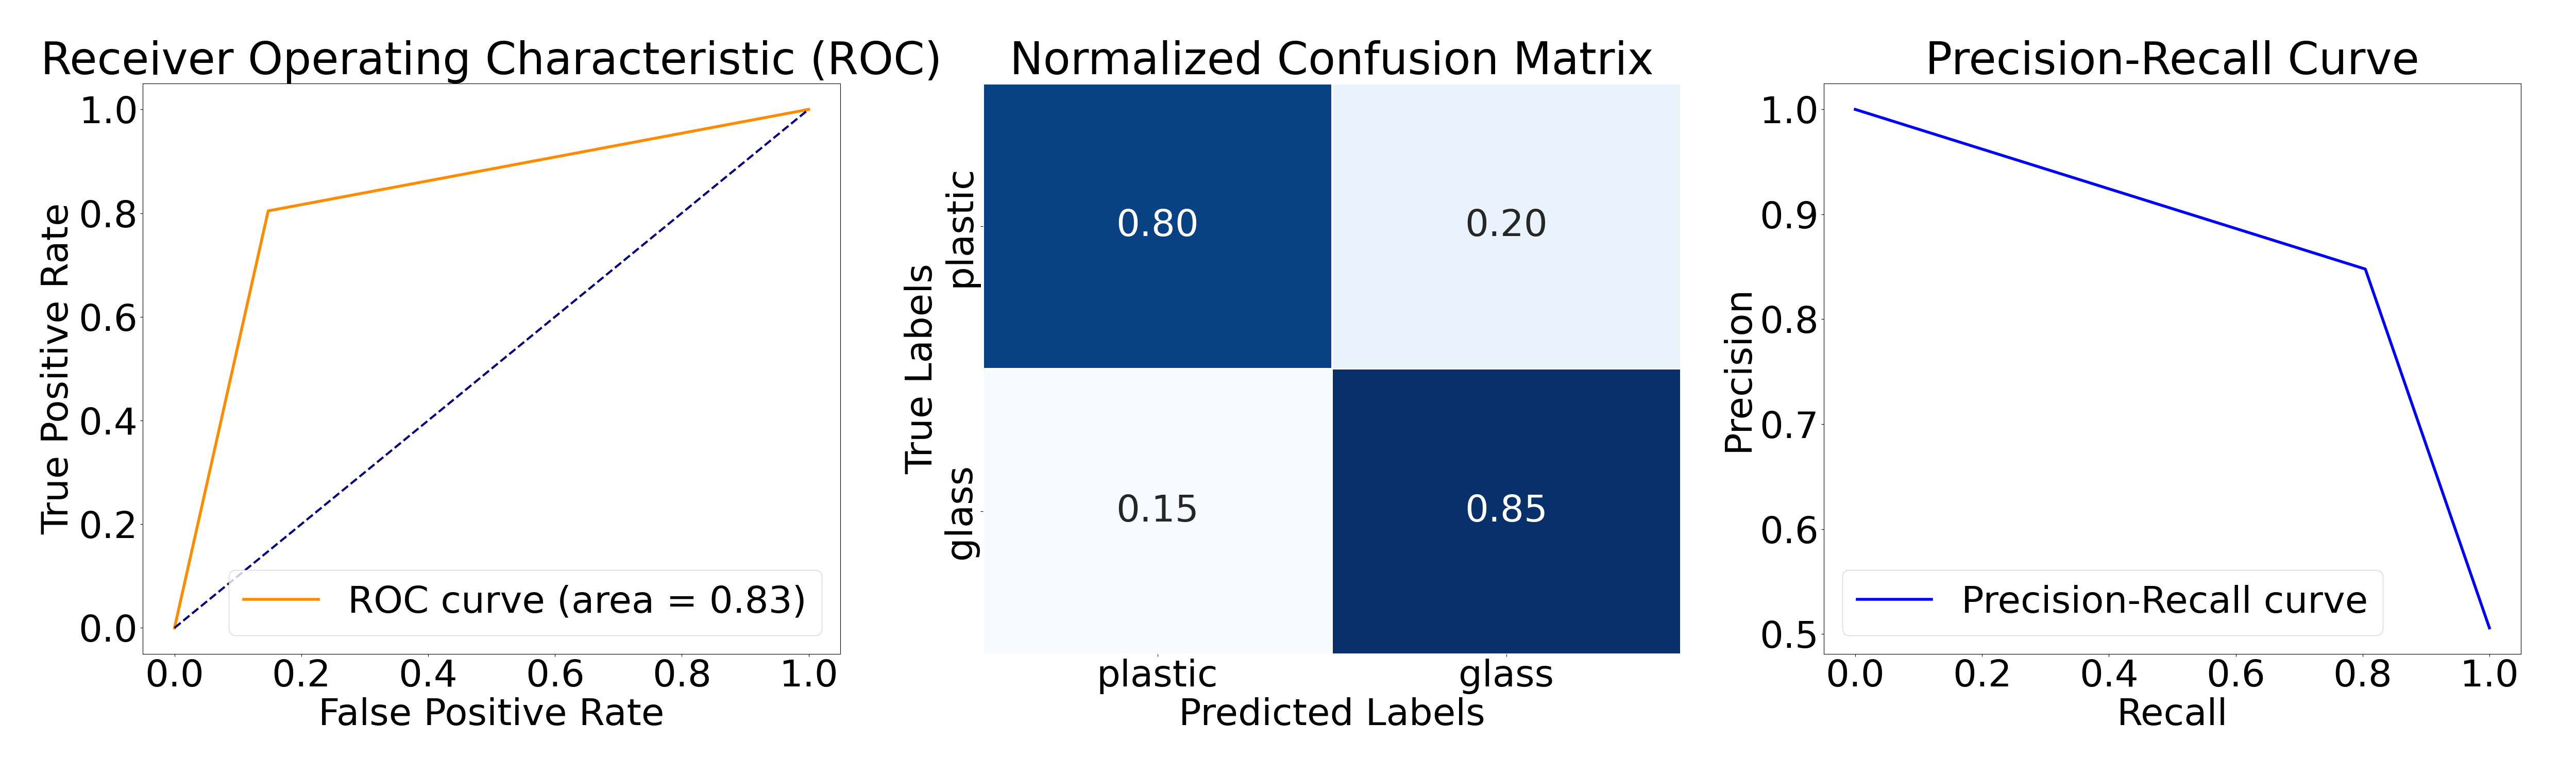 Receiver Operating Characteristic (ROC)
True Positive Rate
1.0
0.8
0.6
0.4
0.2
0.0
ROC curve (area = 0.83)
0.0 0.2 0.4 0.6 0.8 1.0
False Positive Rate
Normalized Confusion Matrix
True Labels
plastic
glass
0.80 0.20
0.15 0.85
plastic glass
Predicted Labels
Precision-Recall Curve
Precision
1.0
0.9
0.8
0.7
0.6
0.5
Precision-Recall curve
0.0 0.2 0.4 0.6 0.8 1.0
Recall